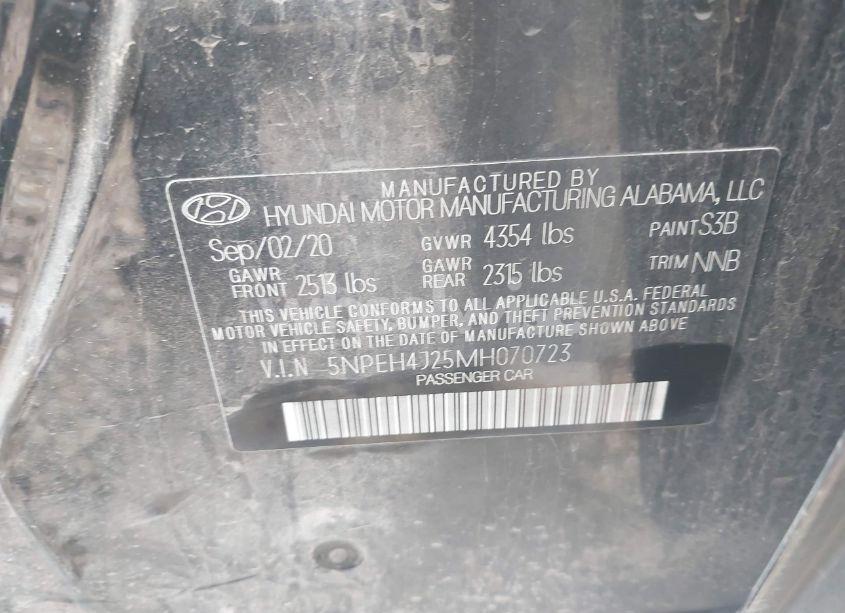 MANUFACTURED BY
HYUNDAI MOTOR MANUFACTURING ALABAMA, LLC
Sep/02/20 GVWR 4354 lbs PAINT S3B
GAWR FRONT 2513 lbs GAWR REAR 2315 lbs TRIM NNB
THIS VEHICLE CONFORMS TO ALL APPLICABLE U.S.A. FEDERAL
MOTOR VEHICLE SAFETY, BUMPER, AND THEFT PREVENTION STANDARDS
IN EFFECT ON THE DATE OF MANUFACTURE SHOWN ABOVE
V.I.N 5NPEH4J25MH070723
PASSENGER CAR